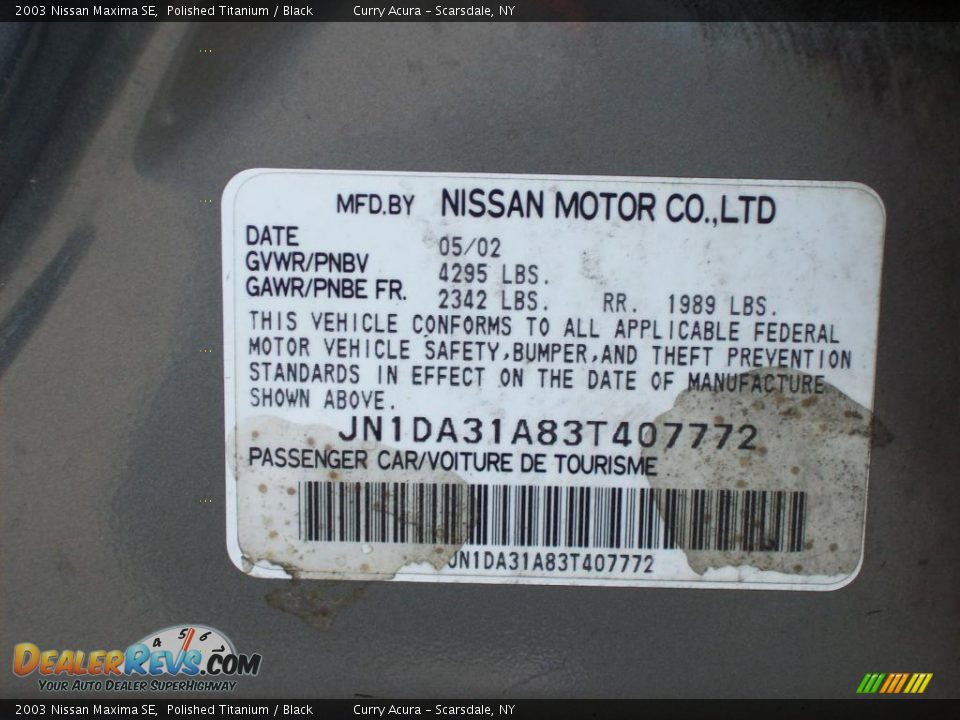 2003 Nissan Maxima SE, Polished Titanium / Black Curry Acura - Scarsdale, NY
MFD.BY NISSAN MOTOR CO.,LTD
DATE 05/02
GVWR/PNBV 4295 LBS.
GAWR/PNBE FR. 2342 LBS. RR. 1989 LBS.
THIS VEHICLE CONFORMS TO ALL APPLICABLE FEDERAL
MOTOR VEHICLE SAFETY,BUMPER,AND THEFT PREVENTION
STANDARDS IN EFFECT ON THE DATE OF MANUFACTURE
SHOWN ABOVE.
JN1DA31A83T407772
PASSENGER CAR/VOITURE DE TOURISME
JN1DA31A83T407772
4 5 6
DEALERREVS.COM
YOUR AUTO DEALER SUPERHIGHWAY
2003 Nissan Maxima SE, Polished Titanium / Black Curry Acura - Scarsdale, NY